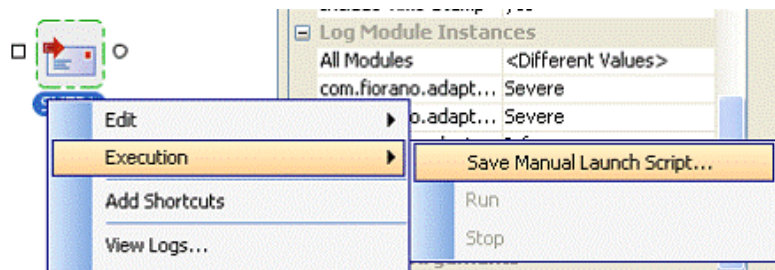 Log Module Instances
All Modules <Different Values>
com.fiorano.adapt... Severe
o.adapt... Severe
Edit
Execution
Save Manual Launch Script...
Add Shortcuts
Run
View Logs...
Stop